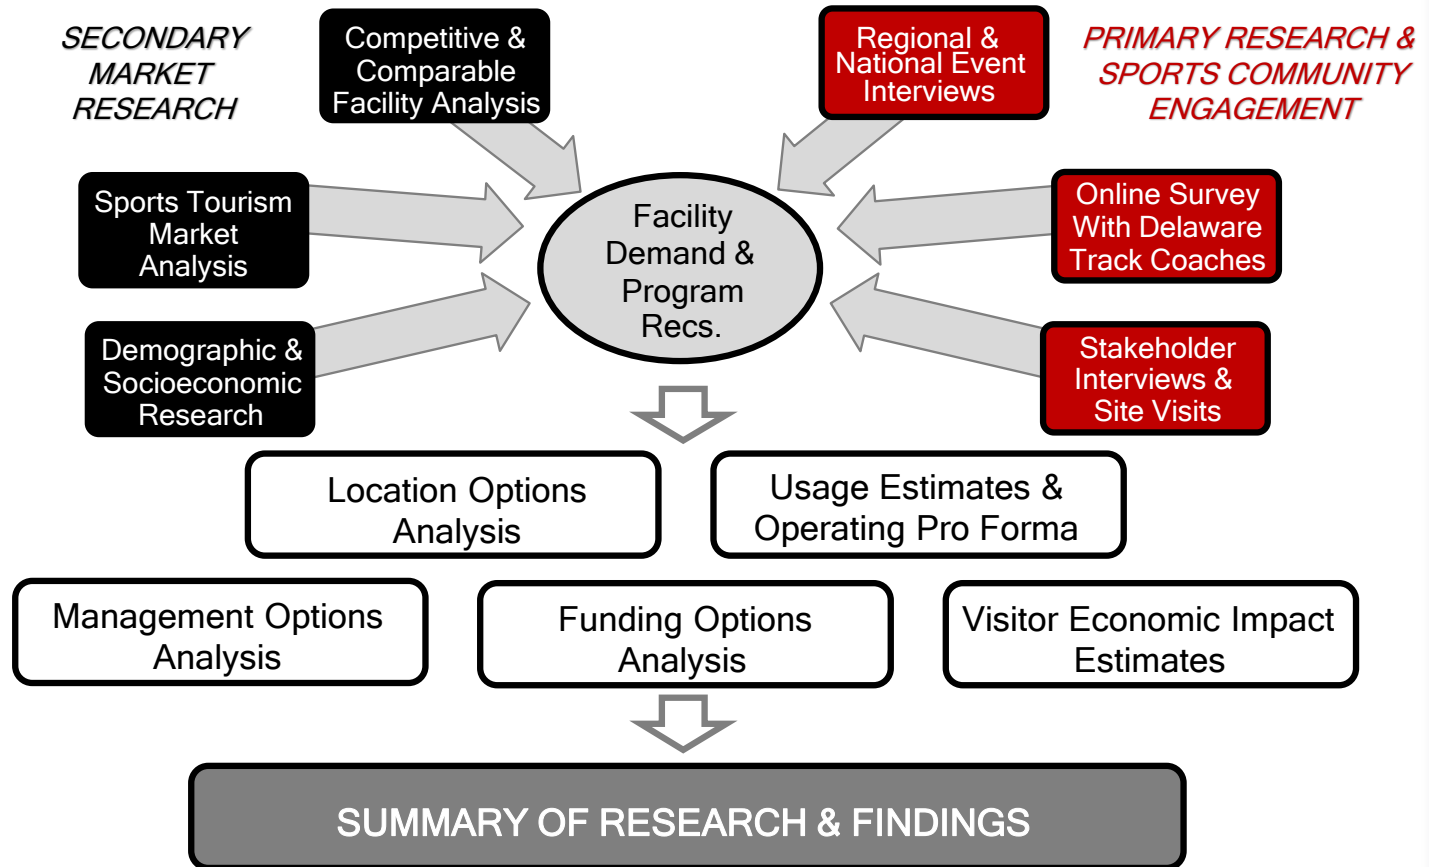 SECONDARY
MARKET
RESEARCH
Competitive &
Comparable
Facility Analysis
Regional &
National Event
Interviews
PRIMARY RESEARCH &
SPORTS COMMUNITY
ENGAGEMENT
Sports Tourism
Market
Analysis
Facility
Demand &
Program
Recs.
Online Survey
With Delaware
Track Coaches
Demographic &
Socioeconomic
Research
Stakeholder
Interviews &
Site Visits
Location Options
Analysis
Usage Estimates &
Operating Pro Forma
Management Options
Analysis
Funding Options
Analysis
Visitor Economic Impact
Estimates
SUMMARY OF RESEARCH & FINDINGS